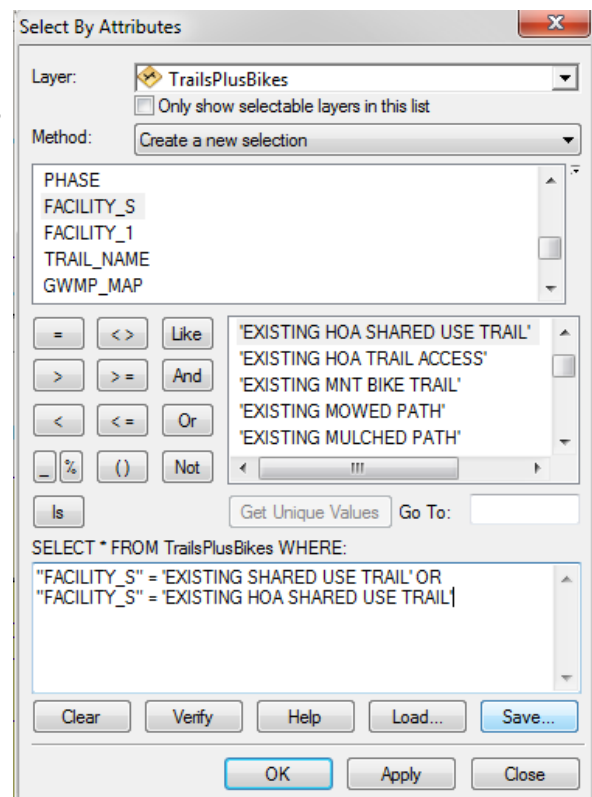 Select By Attributes
x
Layer: TrailsPlusBikes
Only show selectable layers in this list
Method: Create a new selection
PHASE
FACILITY_S
FACILITY_1
TRAIL_NAME
GWMP_MAP
= <> Like
> >= And
< <= Or
_ % () Not
Is
'EXISTING HOA SHARED USE TRAIL'
'EXISTING HOA TRAIL ACCESS'
'EXISTING MNT BIKE TRAIL'
'EXISTING MOWED PATH'
'EXISTING MULCHED PATH'
Get Unique Values Go To:
SELECT * FROM TrailsPlusBikes WHERE:
"FACILITY_S" = 'EXISTING SHARED USE TRAIL' OR
"FACILITY_S" = 'EXISTING HOA SHARED USE TRAIL'
Clear Verify Help Load... Save...
OK Apply Close